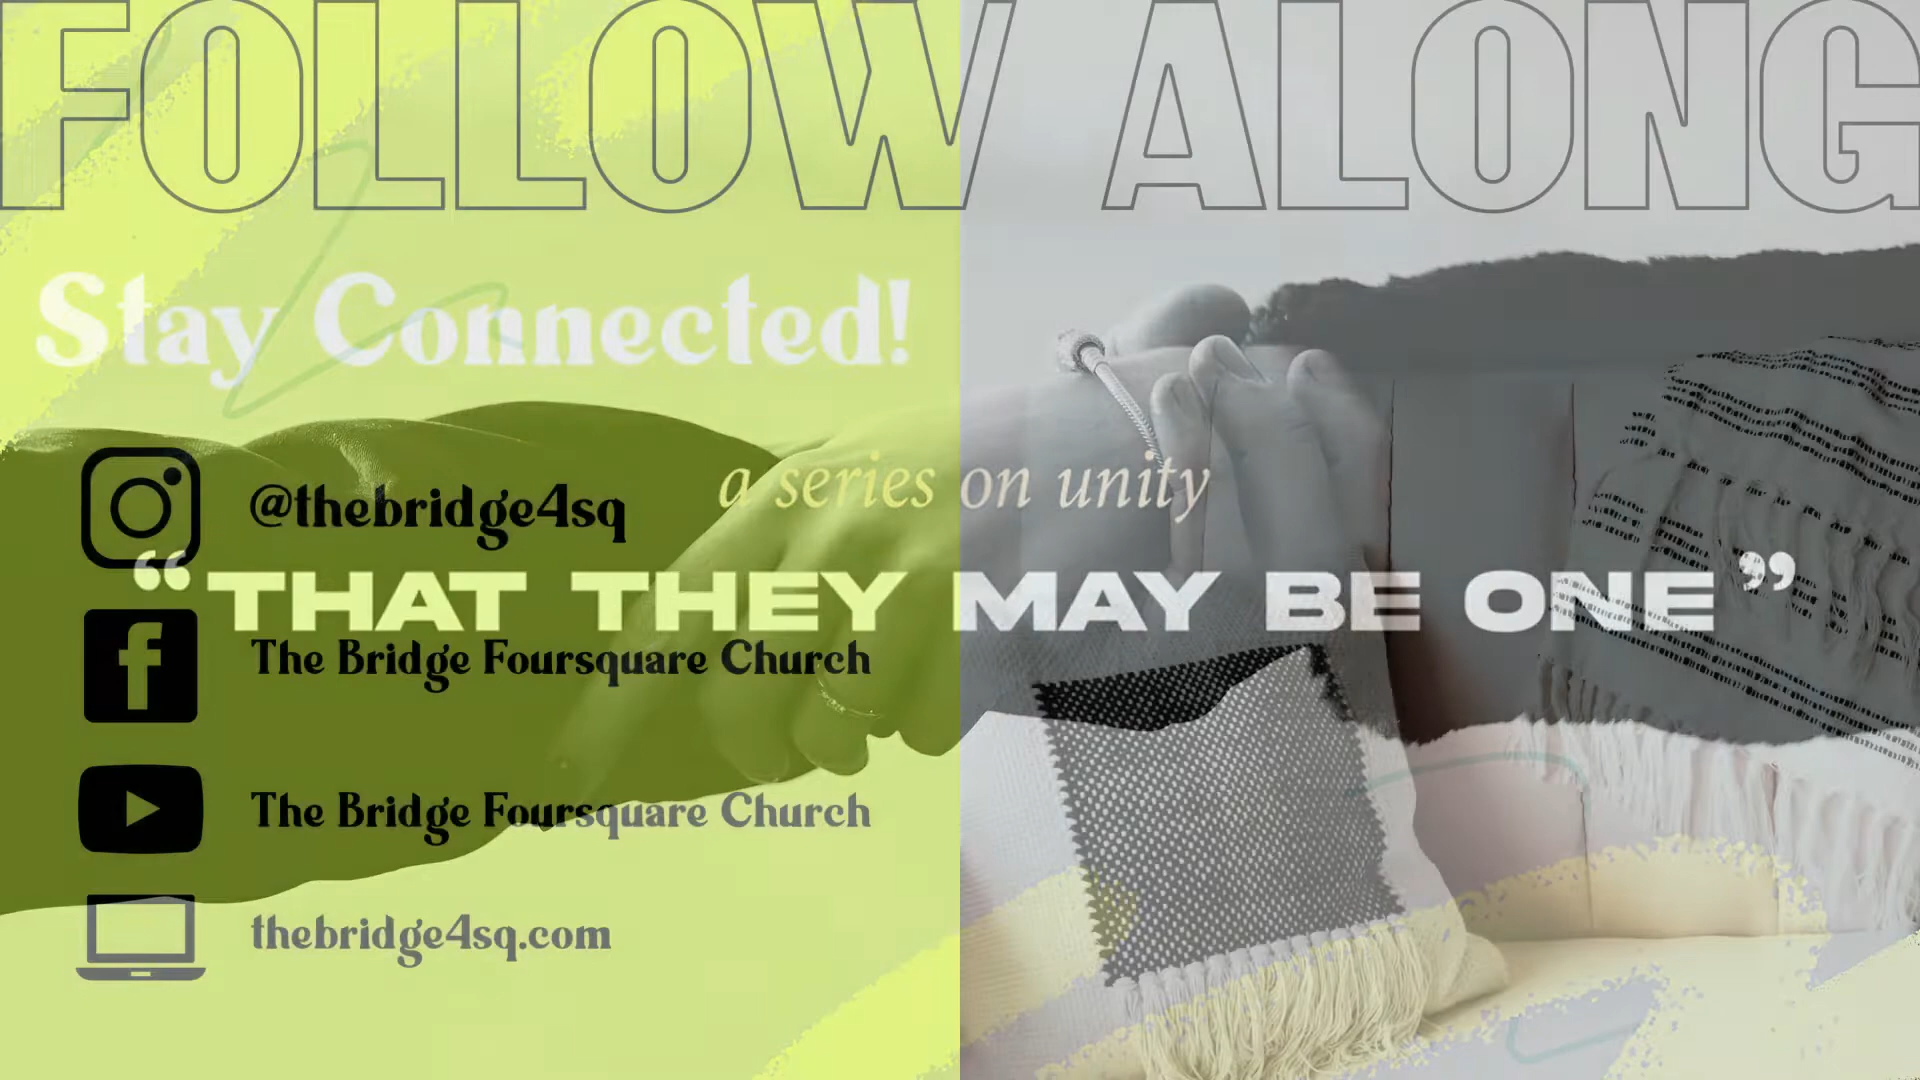 FOLLOW ALONG
Stay Connected!
a series on unity
@thebridge4sq
“THAT THEY MAY BE ONE”
The Bridge Foursquare Church
The Bridge Foursquare Church
thebridge4sq.com